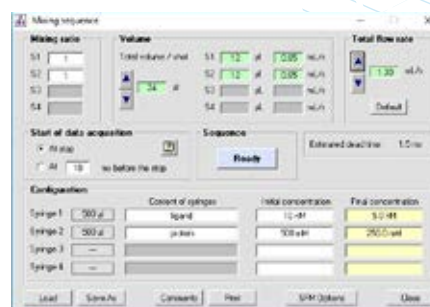 Mixing sequence
Mixing ratio Volume Total flow rate
Total volume / shot
S1 1 S1 12 µl 0.65 mL/s
S2 1 24 µl S2 12 µl 0.65 mL/s 1.30 mL/s
S3 S3 µl mL/s
S4 S4 µl mL/s Default
Start of data acquisition Sequence
At stop Ready Estimated dead time 1.5 ms
At 10 ms before the stop
Configuration
Content of syringes Initial concentration Final concentration
Syringe 1 500 µl ligand 10 nM 5.0 nM
Syringe 2 500 µl protein 500 nM 250.0 nM
Syringe 3 ---
Syringe 4 ---
Load Save As Comments Print SFM Options Close